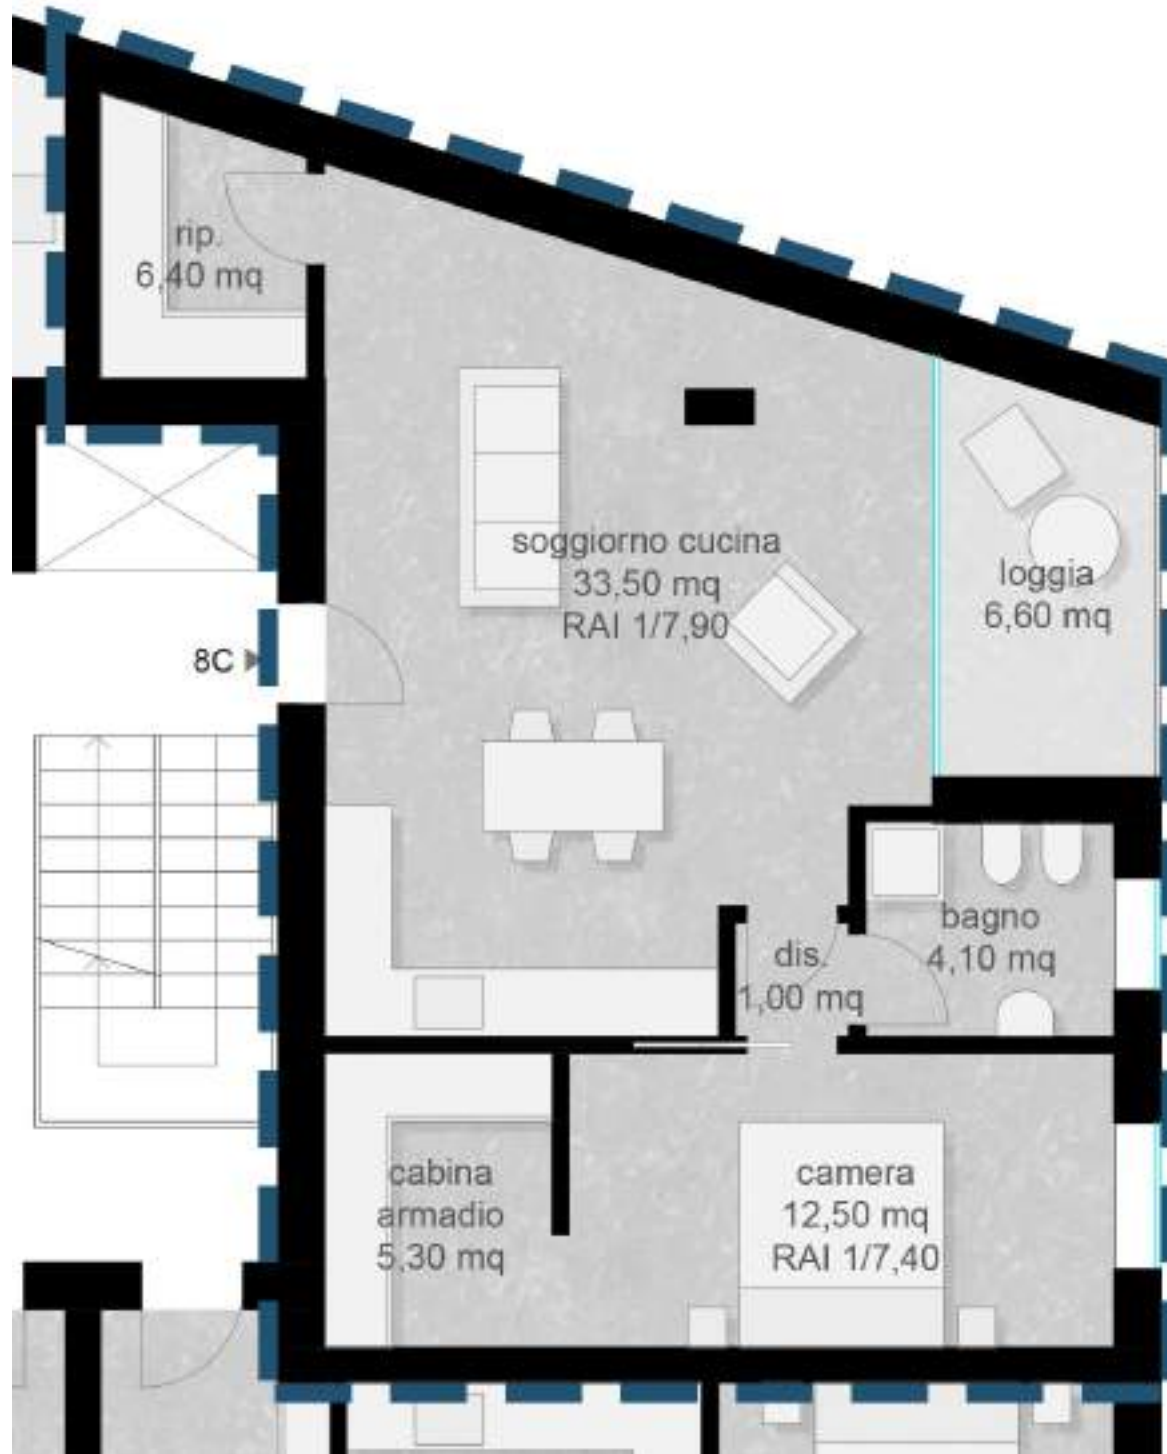 rip.
6,40 mq
soggiorno cucina
33,50 mq
RAI 1/7,90
loggia
6,60 mq
8C
bagno
4,10 mq
dis.
1,00 mq
cabina
armadio
5,30 mq
camera
12,50 mq
RAI 1/7,40